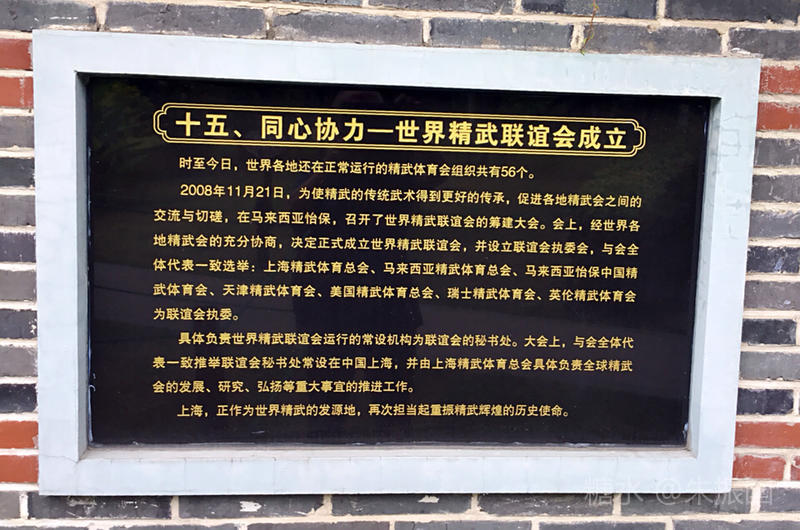 十五、同心协力—世界精武联谊会成立
时至今日，世界各地还在正常运行的精武体育会组织共有56个。
2008年11月21日，为使精武的传统武术得到更好的传承，促进各地精武会之间的
交流与切磋，在马来西亚怡保，召开了世界精武联谊会的筹建大会。会上，经世界各
地精武会的充分协商，决定正式成立世界精武联谊会，并设立联谊会执委会，与会全
体代表一致选举：上海精武体育总会、马来西亚精武体育总会、马来西亚怡保中国精
武体育会、天津精武体育会、美国精武体育总会、瑞士精武体育会、英伦精武体育会
为联谊会执委。
具体负责世界精武联谊会运行的常设机构为联谊会的秘书处。大会上，与会全体代
表一致推举联谊会秘书处常设在中国上海，并由上海精武体育总会具体负责全球精武
会的发展、研究、弘扬等重大事宜的推进工作。
上海，正作为世界精武的发源地，再次担当起重振精武辉煌的历史使命。
糖水 @朱振国